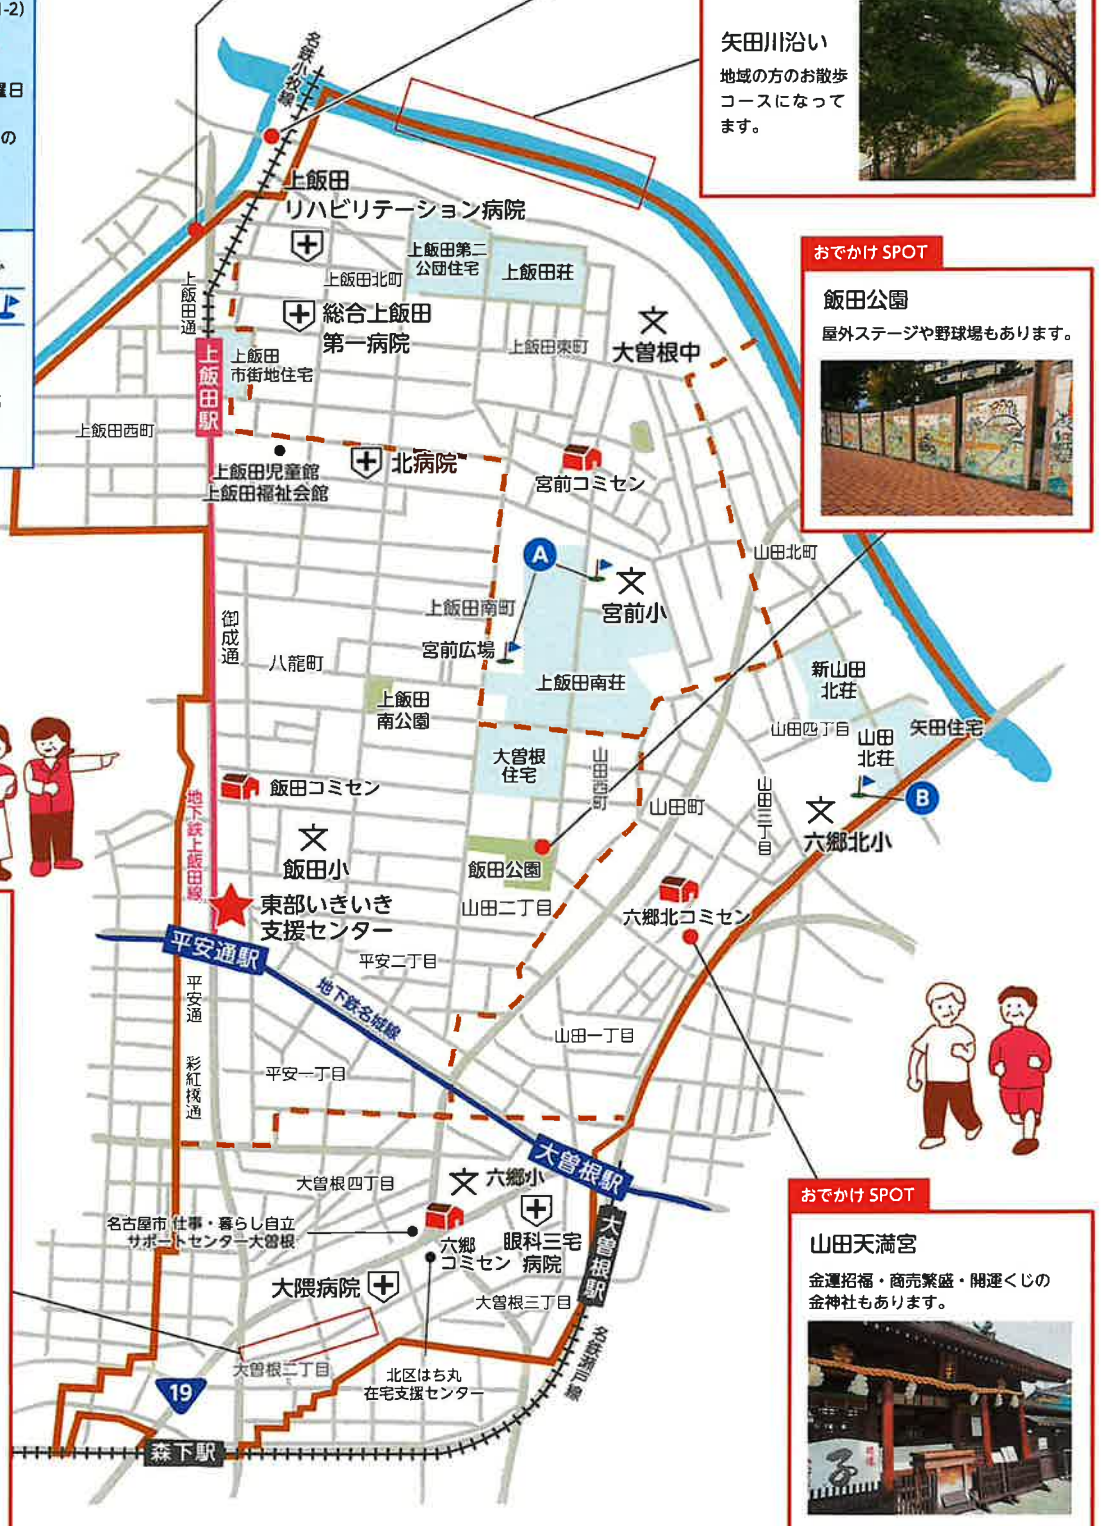 -2)
曜日
の
名鉄小牧線
矢田川沿い
地域の方のお散歩
コースになって
ます。
上飯田
リハビリテーション病院
上飯田第二
公団住宅
上飯田荘
上飯田北町
上飯田通
総合上飯田
第一病院
上飯田東町
大曽根中
上飯田
市街地住宅
上飯田駅
上飯田西町
おでかけSPOT
飯田公園
屋外ステージや野球場もあります。
上飯田児童館
上飯田福祉会館
北病院
宮前コミセン
A
山田北町
宮前小
上飯田南町
宮前広場
御成通
八龍町
上飯田南荘
上飯田
南公園
新山田
北荘
山田四丁目
矢田住宅
山田
北荘
大曽根
住宅
山田西町
山田町
山田三丁目
B
六郷北小
飯田コミセン
地下鉄上飯田線
飯田小
飯田公園
東部いきいき
支援センター
山田二丁目
六郷北コミセン
平安通駅
平安二丁目
地下鉄名城線
平安通
山田一丁目
彩紅橋通
平安一丁目
大曽根駅
大曽根四丁目
六郷小
名古屋市 仕事・暮らし自立
サポートセンター大曽根
六郷
コミセン
眼科三宅
病院
大曽根駅
大隈病院
大曽根三丁目
名鉄瀬戸線
大曽根二丁目
北区はち丸
在宅支援センター
19
森下駅
おでかけSPOT
山田天満宮
金運招福・商売繁盛・開運くじの
金神社もあります。